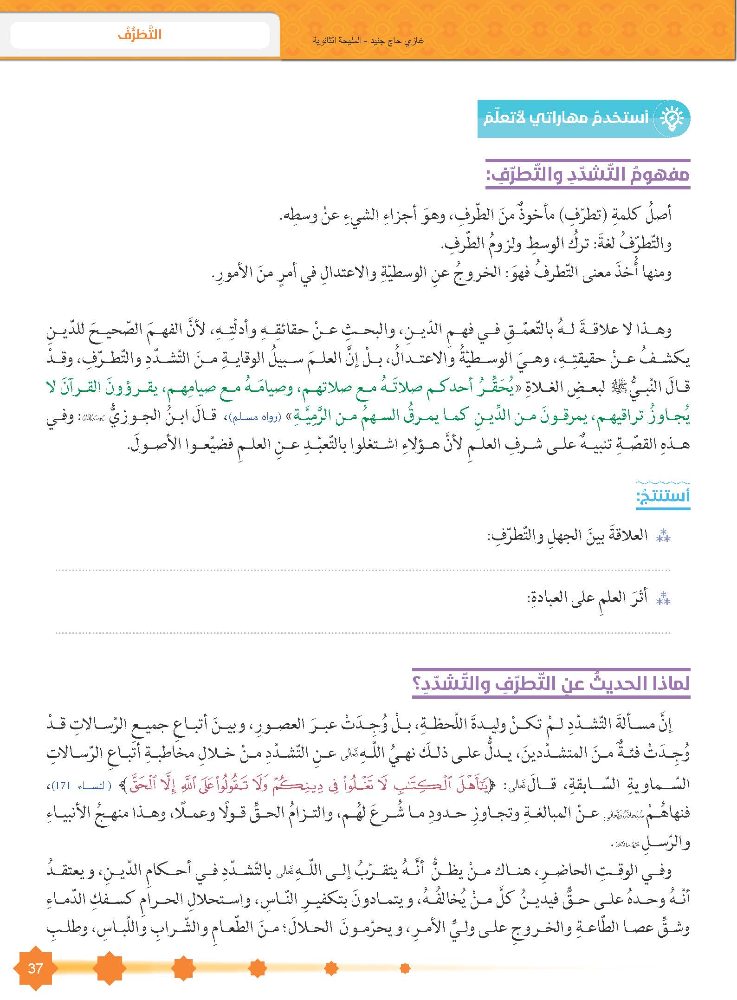 التَّطَرُّفُ
غازي حاج جنيد - المليحة الثانوية
أستخدمُ مهاراتي لأتعلّمَ
مفهومُ التّشدّدِ والتّطرّفِ:
أصلُ كلمةِ (تطرّفِ) مأخوذٌ منَ الطّرفِ، وهوَ أجزاءِ الشيءِ عنْ وسطِه.
والتّطرّفُ لغةَ: تركُ الوسطِ ولزومُ الطّرفِ.
ومنها أُخذَ معنى التّطرفُ فهوَ: الخروجُ عنِ الوسطيّةِ والاعتدالِ في أمرٍ منَ الأمورِ.
وهذا لا علاقةَ لهُ بالتّعمّقِ في فهمِ الدّينِ، والبحثِ عنْ حقائقِهِ وأدلّتِهِ، لأنَّ الفهمَ الصّحيحَ للدّينِ
يكشفُ عنْ حقيقتِهِ، وهيَ الوسطيّةُ والاعتدالُ، بلْ إنَّ العلمَ سبيلُ الوقايةِ منَ التّشدّدِ والتّطرّفِ، وقدْ
قالَ النّبيُّ ﷺ لبعضِ الغلاةِ «يُحَقِّرُ أحدكم صلاتَهُ مع صلاتهم، وصيامَهُ مع صيامِهم، يقرؤونَ القرآنَ لا
يُجاوزُ تراقيهم، يمرقونَ من الدِّينِ كما يمرقُ السهمُ من الرَّمِيَّةِ» (رواه مسلم)، قالَ ابنُ الجوزيُّ رَحِمَهُ اللَّهُ: وفي
هذهِ القصّةِ تنبيهٌ على شرفِ العلمِ لأنَّ هؤلاءِ اشتغلوا بالتّعبّدِ عنِ العلمِ فضيّعوا الأصولَ.
أستنتجُ:
العلاقةَ بينَ الجهلِ والتّطرّفِ:
أثرَ العلمِ على العبادةِ:
لماذا الحديثُ عنِ التّطرّفِ والتّشدّدِ؟
إنَّ مسألةَ التّشدّدِ لمْ تكنْ وليدةَ اللّحظةِ، بلْ وُجِدَتْ عبرَ العصورِ، وبينَ أتباعِ جميعِ الرّسالاتِ قدْ
وُجِدَتْ فئةٌ منَ المتشدّدينَ، يدلُّ على ذلكَ نهيُ اللّهِ تَعَالَى عنِ التّشدّدِ منْ خلالِ مخاطبةِ أتباعِ الرّسالاتِ
السّماويةِ السّابقةِ، قالَ تَعَالَى: ﴿يَٰٓأَهْلَ ٱلْكِتَٰبِ لَا تَغْلُوا۟ فِى دِينِكُمْ وَلَا تَقُولُوا۟ عَلَى ٱللَّهِ إِلَّا ٱلْحَقَّ﴾ (النساء 171)،
فنهاهُمْ سُبْحَانَهُ وَتَعَالَى عنْ المبالغةِ وتجاوزِ حدودِ ما شُرعَ لهُم، والتزامُ الحقِّ قولًا وعملًا، وهذا منهجُ الأنبياءِ
والرّسلِ عَلَيْهِمُ السَّلَامُ.
وفي الوقتِ الحاضرِ، هناك منْ يظنُّ أنَّهُ يتقرّبُ إلى اللّهِ تَعَالَى بالتّشدّدِ في أحكامِ الدّينِ، ويعتقدُ
أنّهُ وحدهُ على حقٍّ فيدينُ كلَّ منْ يُخالفُهُ، ويتمادونَ بتكفيرِ النّاسِ، واستحلالِ الحرامِ كسفكِ الدّماءِ
وشقِّ عصا الطّاعةِ والخروجِ على وليِّ الأمرِ، ويحرّمونَ الحلالَ؛ منَ الطّعامِ والشّرابِ واللّباسِ، وطلبِ
37